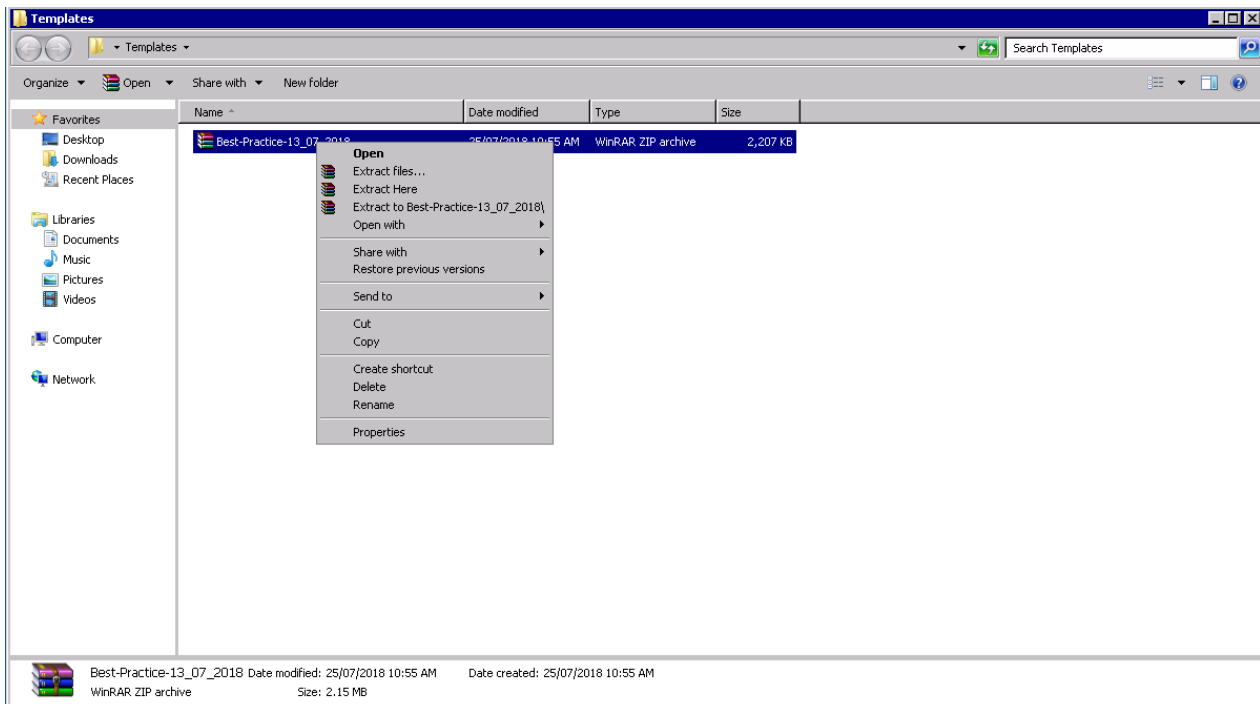 Templates
Templates
Search Templates
Organize Open Share with New folder
Name Date modified Type Size
Favorites
Desktop
Downloads
Recent Places
Libraries
Documents
Music
Pictures
Videos
Computer
Network
Best-Practice-13_07_2018 25/07/2018 10:55 AM WinRAR ZIP archive 2,207 KB
Open
Extract files...
Extract Here
Extract to Best-Practice-13_07_2018\
Open with
Share with
Restore previous versions
Send to
Cut
Copy
Create shortcut
Delete
Rename
Properties
Best-Practice-13_07_2018 Date modified: 25/07/2018 10:55 AM Date created: 25/07/2018 10:55 AM
WinRAR ZIP archive Size: 2.15 MB